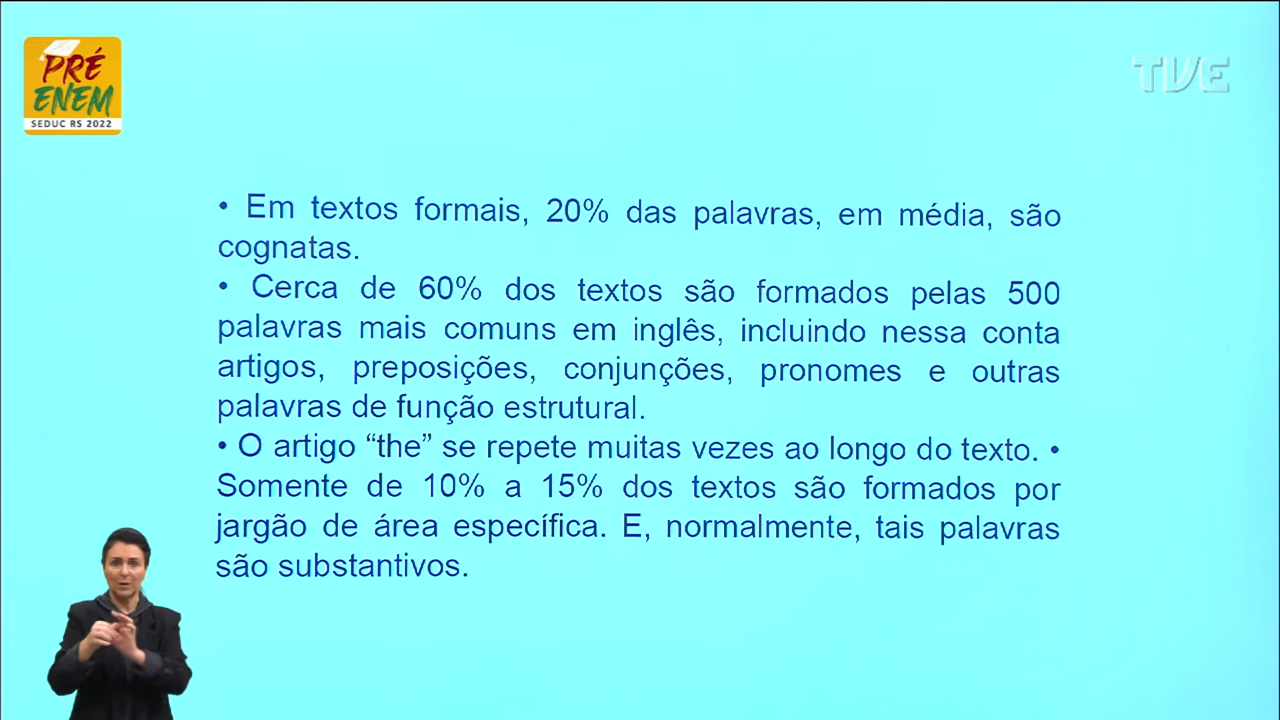 PRÉ
ENEM
SEDUC RS 2022
TVE
• Em textos formais, 20% das palavras, em média, são
cognatas.
• Cerca de 60% dos textos são formados pelas 500
palavras mais comuns em inglês, incluindo nessa conta
artigos, preposições, conjunções, pronomes e outras
palavras de função estrutural.
• O artigo “the” se repete muitas vezes ao longo do texto. •
Somente de 10% a 15% dos textos são formados por
jargão de área específica. E, normalmente, tais palavras
são substantivos.